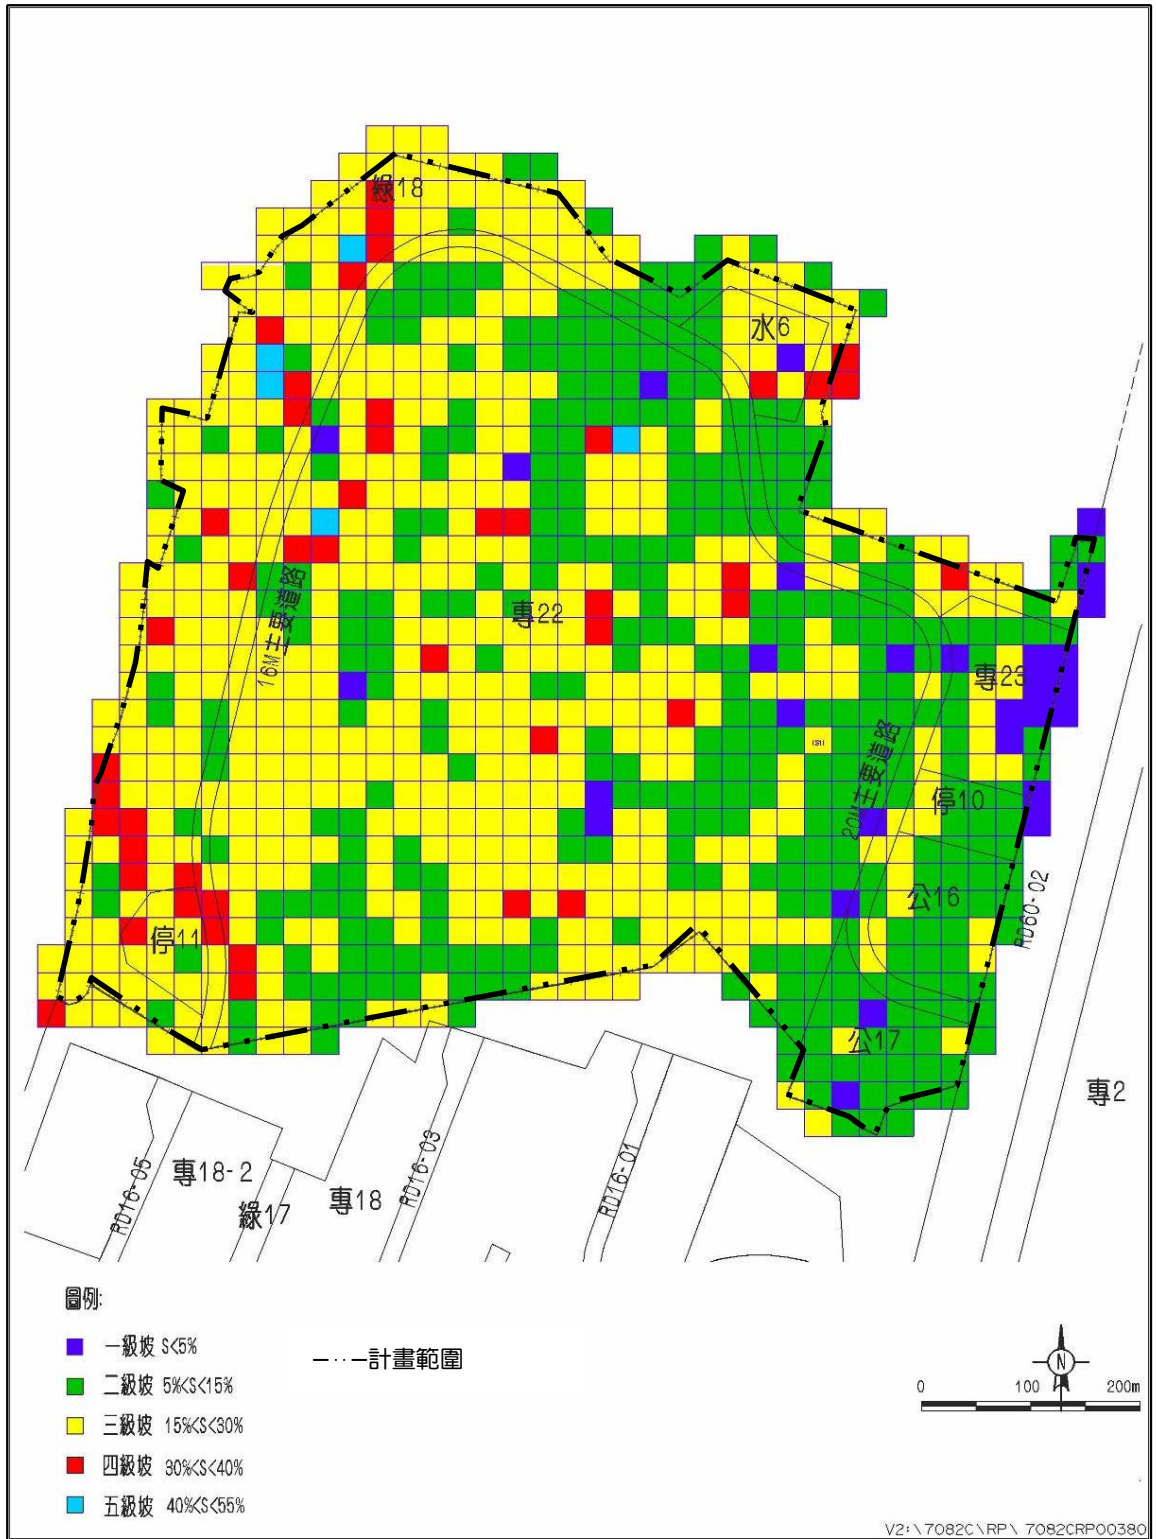 綠18
水6
16M主要道路
專22
專23
(S1)
20M主要道路
停10
公16
RD60-02
停11
公17
專2
RD16-05
專18-2
綠17
專18
RD16-03
RD16-01
圖例:
一級坡 S<5%
二級坡 5%<S<15%
三級坡 15%<S<30%
四級坡 30%<S<40%
五級坡 40%<S<55%
計畫範圍
N
0 100 200m
V2:\7082C\RP\ 7082CRP00380